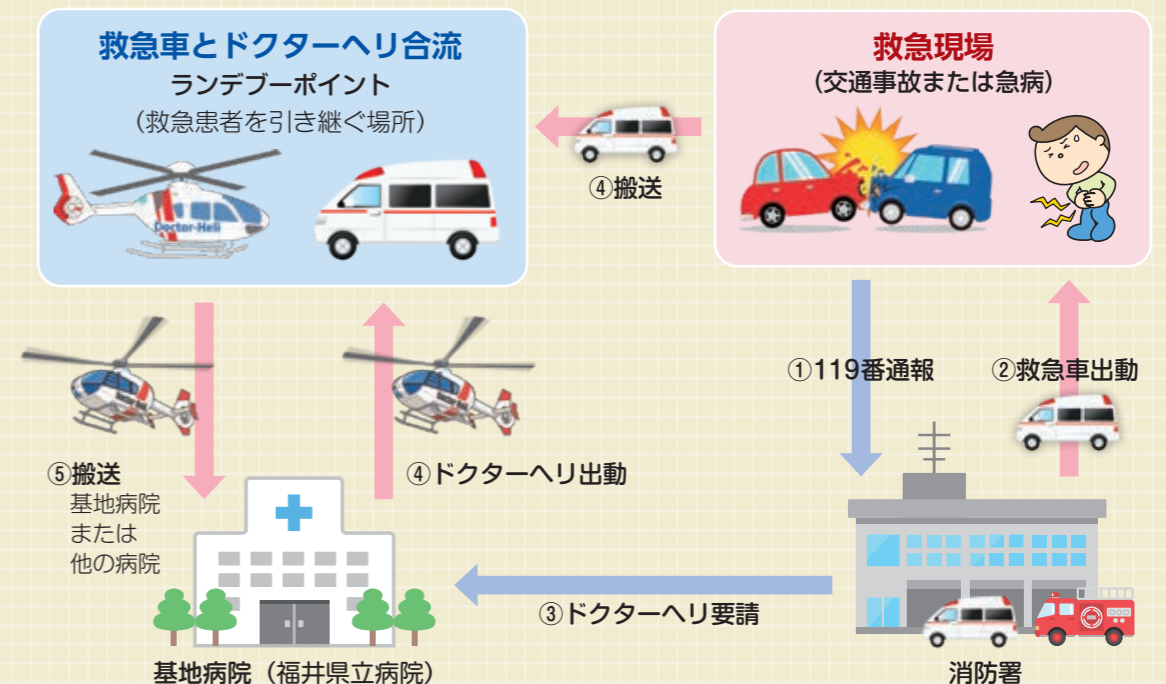 救急車とドクターヘリ合流
ランデブーポイント
（救急患者を引き継ぐ場所）
Doctor-Heli
救急現場
（交通事故または急病）
④搬送
①119番通報
②救急車出動
⑤搬送
基地病院
または
他の病院
④ドクターヘリ出動
③ドクターヘリ要請
基地病院（福井県立病院）
消防署